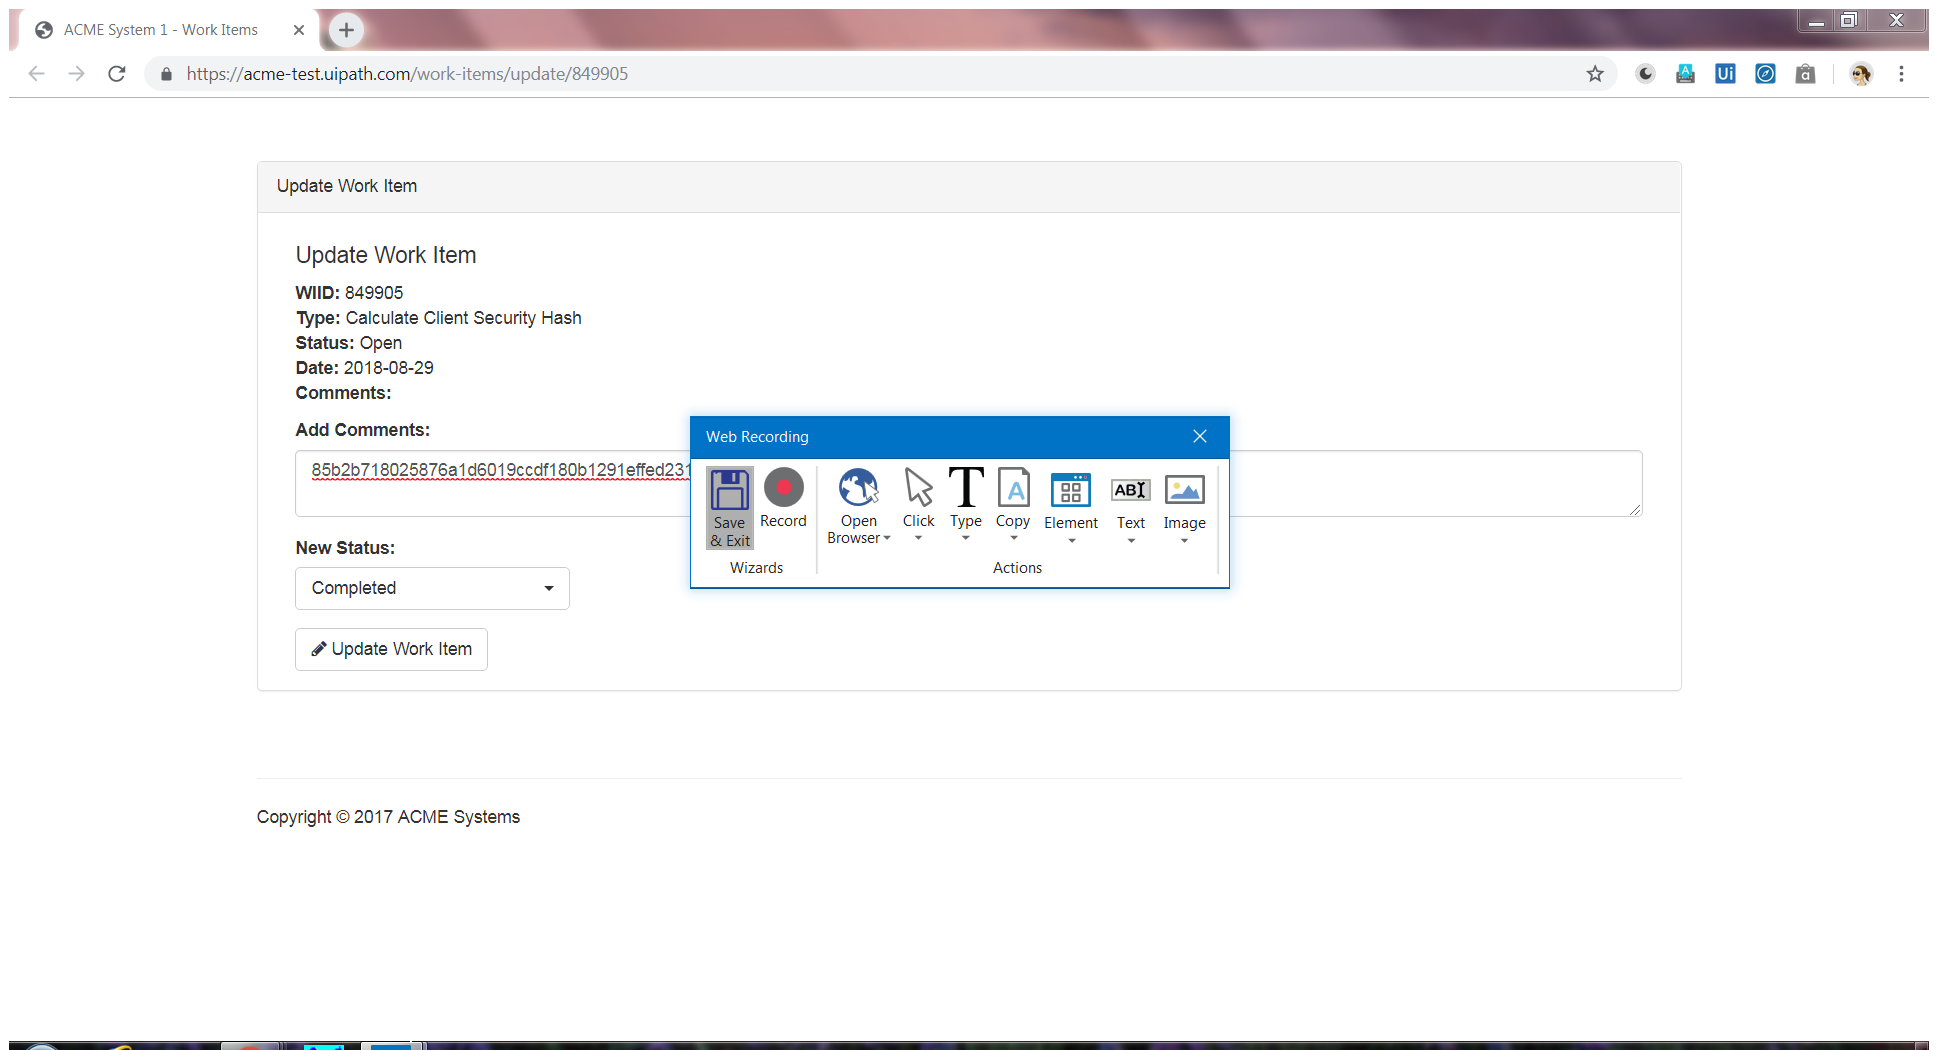 ACME System 1 - Work Items
https://acme-test.uipath.com/work-items/update/849905
Ui
Update Work Item
Update Work Item
WIID: 849905
Type: Calculate Client Security Hash
Status: Open
Date: 2018-08-29
Comments:
Add Comments:
85b2b718025876a1d6019ccdf180b1291effed231
New Status:
Completed
Update Work Item
Web Recording
Save & Exit
Record
Wizards
Open Browser
Click
Type
Copy
Element
Text
Image
Actions
Copyright © 2017 ACME Systems